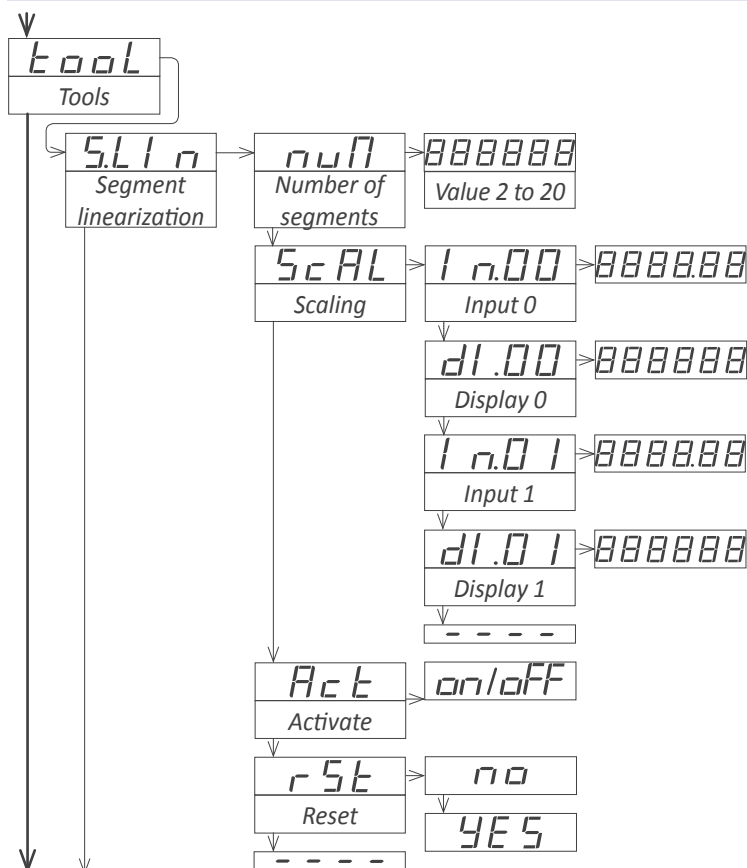 tooL
Tools
S.LIn
Segment
linearization
nuM
Number of
segments
888888
Value 2 to 20
ScAL
Scaling
In.00
Input 0
8888.88
dI.00
Display 0
888888
In.01
Input 1
8888.88
dI.01
Display 1
888888
----
Act
Activate
on/oFF
rSt
Reset
no
YES
----